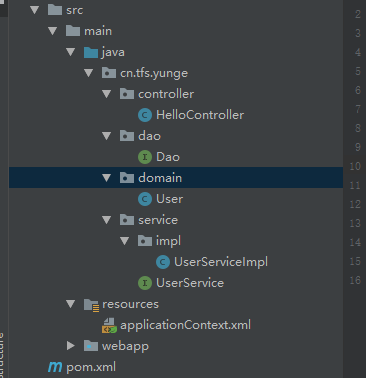 src
main
java
cn.tfs.yunge
controller
HelloController
dao
Dao
domain
User
service
impl
UserServiceImpl
UserService
resources
applicationContext.xml
webapp
pom.xml
2
3
4
5
6
7
8
9
10
11
12
13
14
15
16
structure